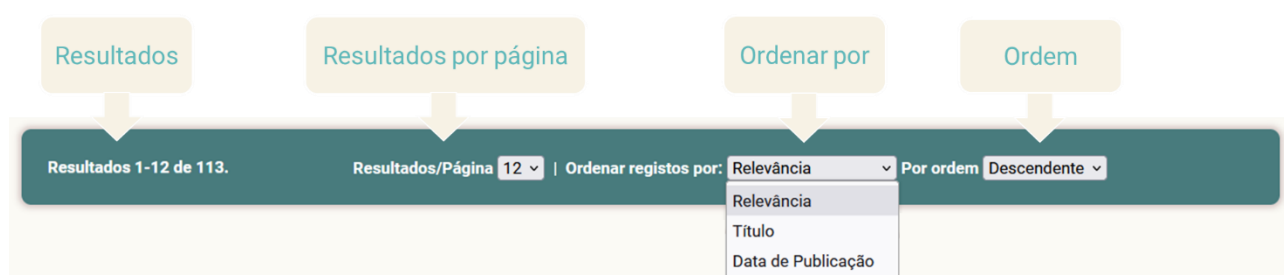 Resultados
Resultados por página
Ordenar por
Ordem
Resultados 1-12 de 113.
Resultados/Página 12 | Ordenar registos por: Relevância Por ordem Descendente
Relevância
Título
Data de Publicação